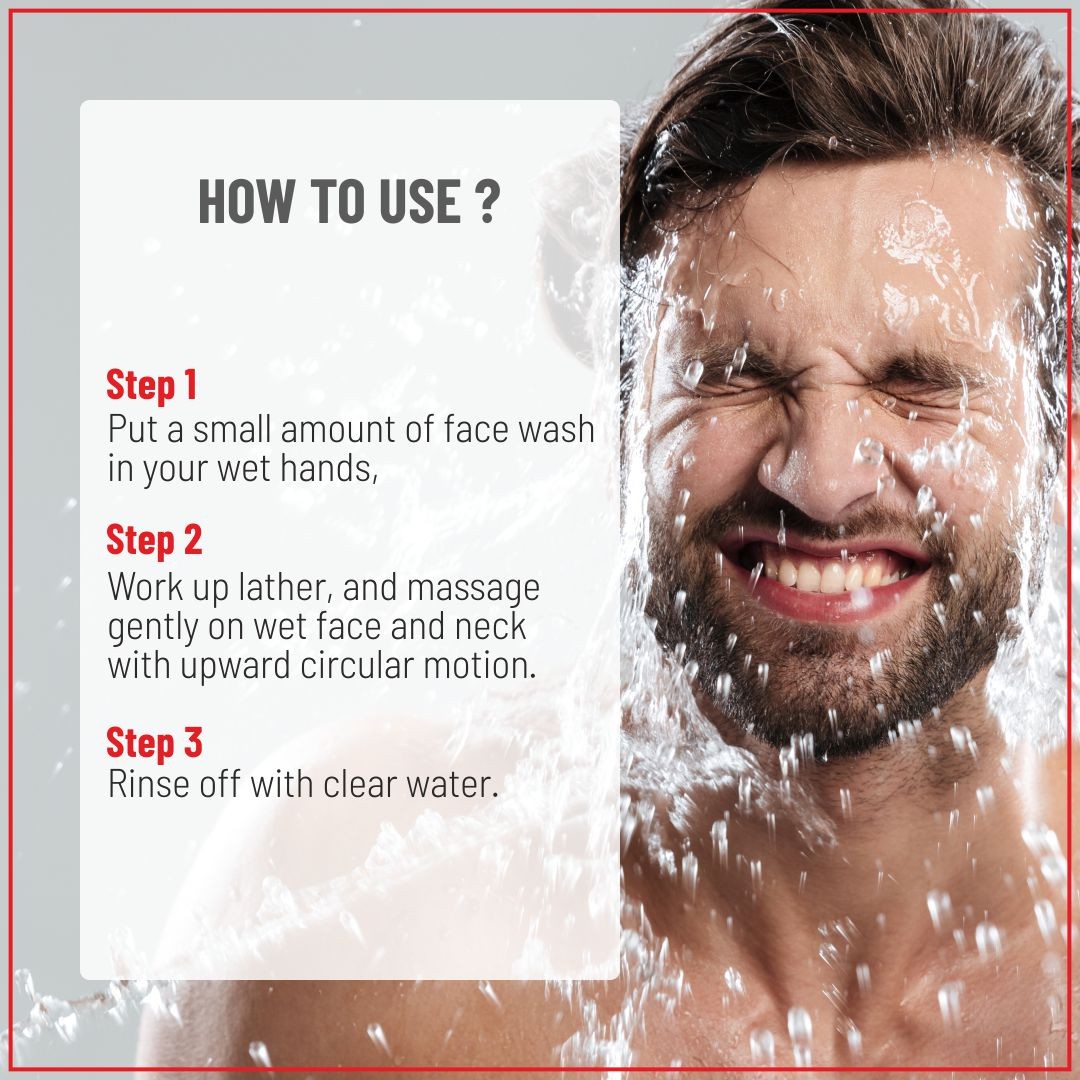 HOW TO USE ?
Step 1
Put a small amount of face wash
in your wet hands,
Step 2
Work up lather, and massage
gently on wet face and neck
with upward circular motion.
Step 3
Rinse off with clear water.